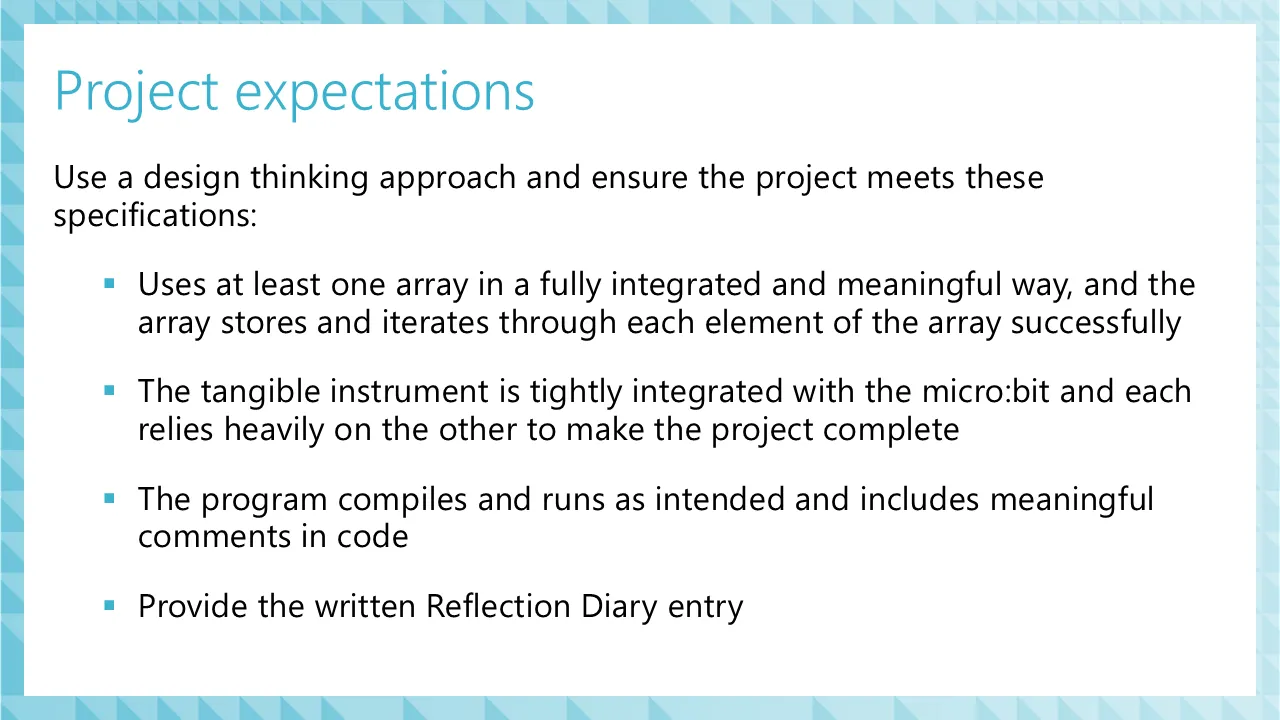 Project expectations
Use a design thinking approach and ensure the project meets these
specifications:
▪ Uses at least one array in a fully integrated and meaningful way, and the
array stores and iterates through each element of the array successfully
▪ The tangible instrument is tightly integrated with the micro:bit and each
relies heavily on the other to make the project complete
▪ The program compiles and runs as intended and includes meaningful
comments in code
▪ Provide the written Reflection Diary entry